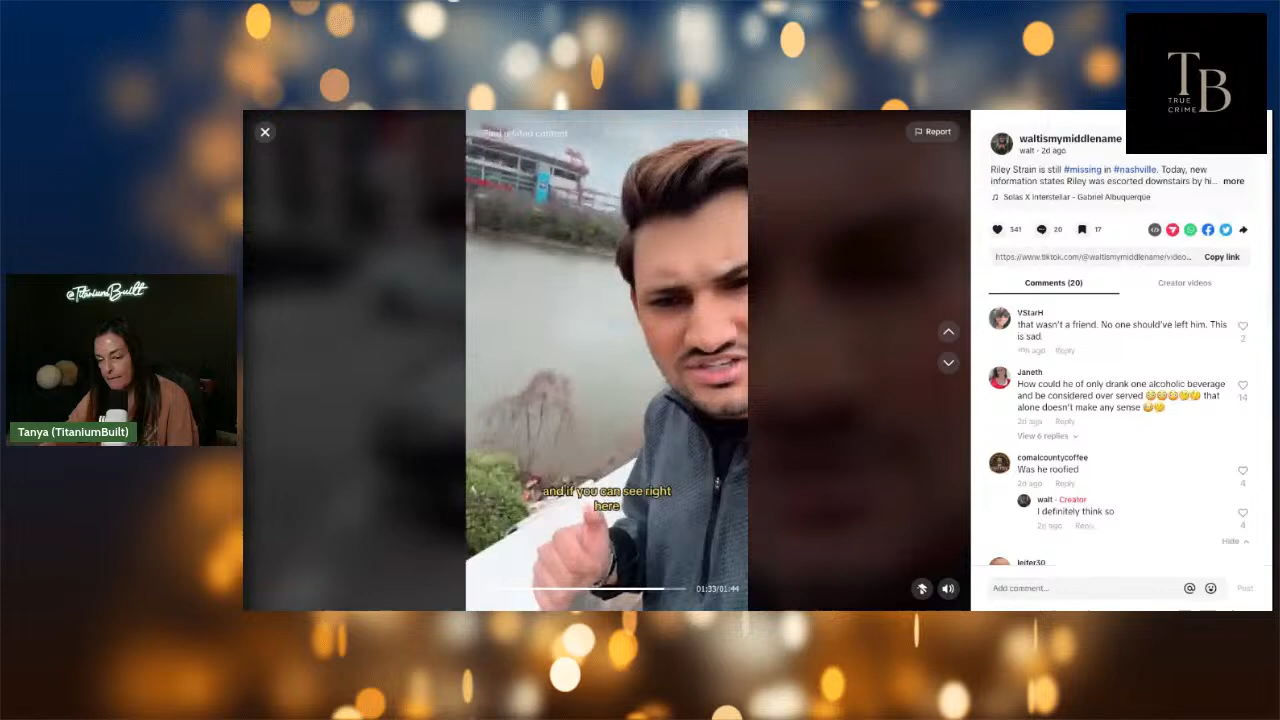 TB
TRUE
CRIME
@TitaniumBuilt
Tanya (TitaniumBuilt)
Find related content
Report
and if you can see right
here
01:33/01:44
waltismymiddlename
walt · 2d ago
Riley Strain is still #missing in #nashville. Today, new
information states Riley was escorted downstairs by hi... more
♫ Solas X Interstellar - Gabriel Albuquerque
541
20
17
https://www.tiktok.com/@waltismymiddlename/video...
Copy link
Comments (20)
Creator videos
VStarH
that wasn't a friend. No one should've left him. This
is sad.
2
ago
Reply
Janeth
How could he of only drank one alcoholic beverage
and be considered over served 😳😳😳🤔🤔 that
alone doesn't make any sense 😳🤔
14
2d ago
Reply
View 6 replies
comalcountycoffee
Was he roofied
4
2d ago
Reply
walt · Creator
I definitely think so
4
2d ago
Reply
Hide
leifer30
Add comment...
Post